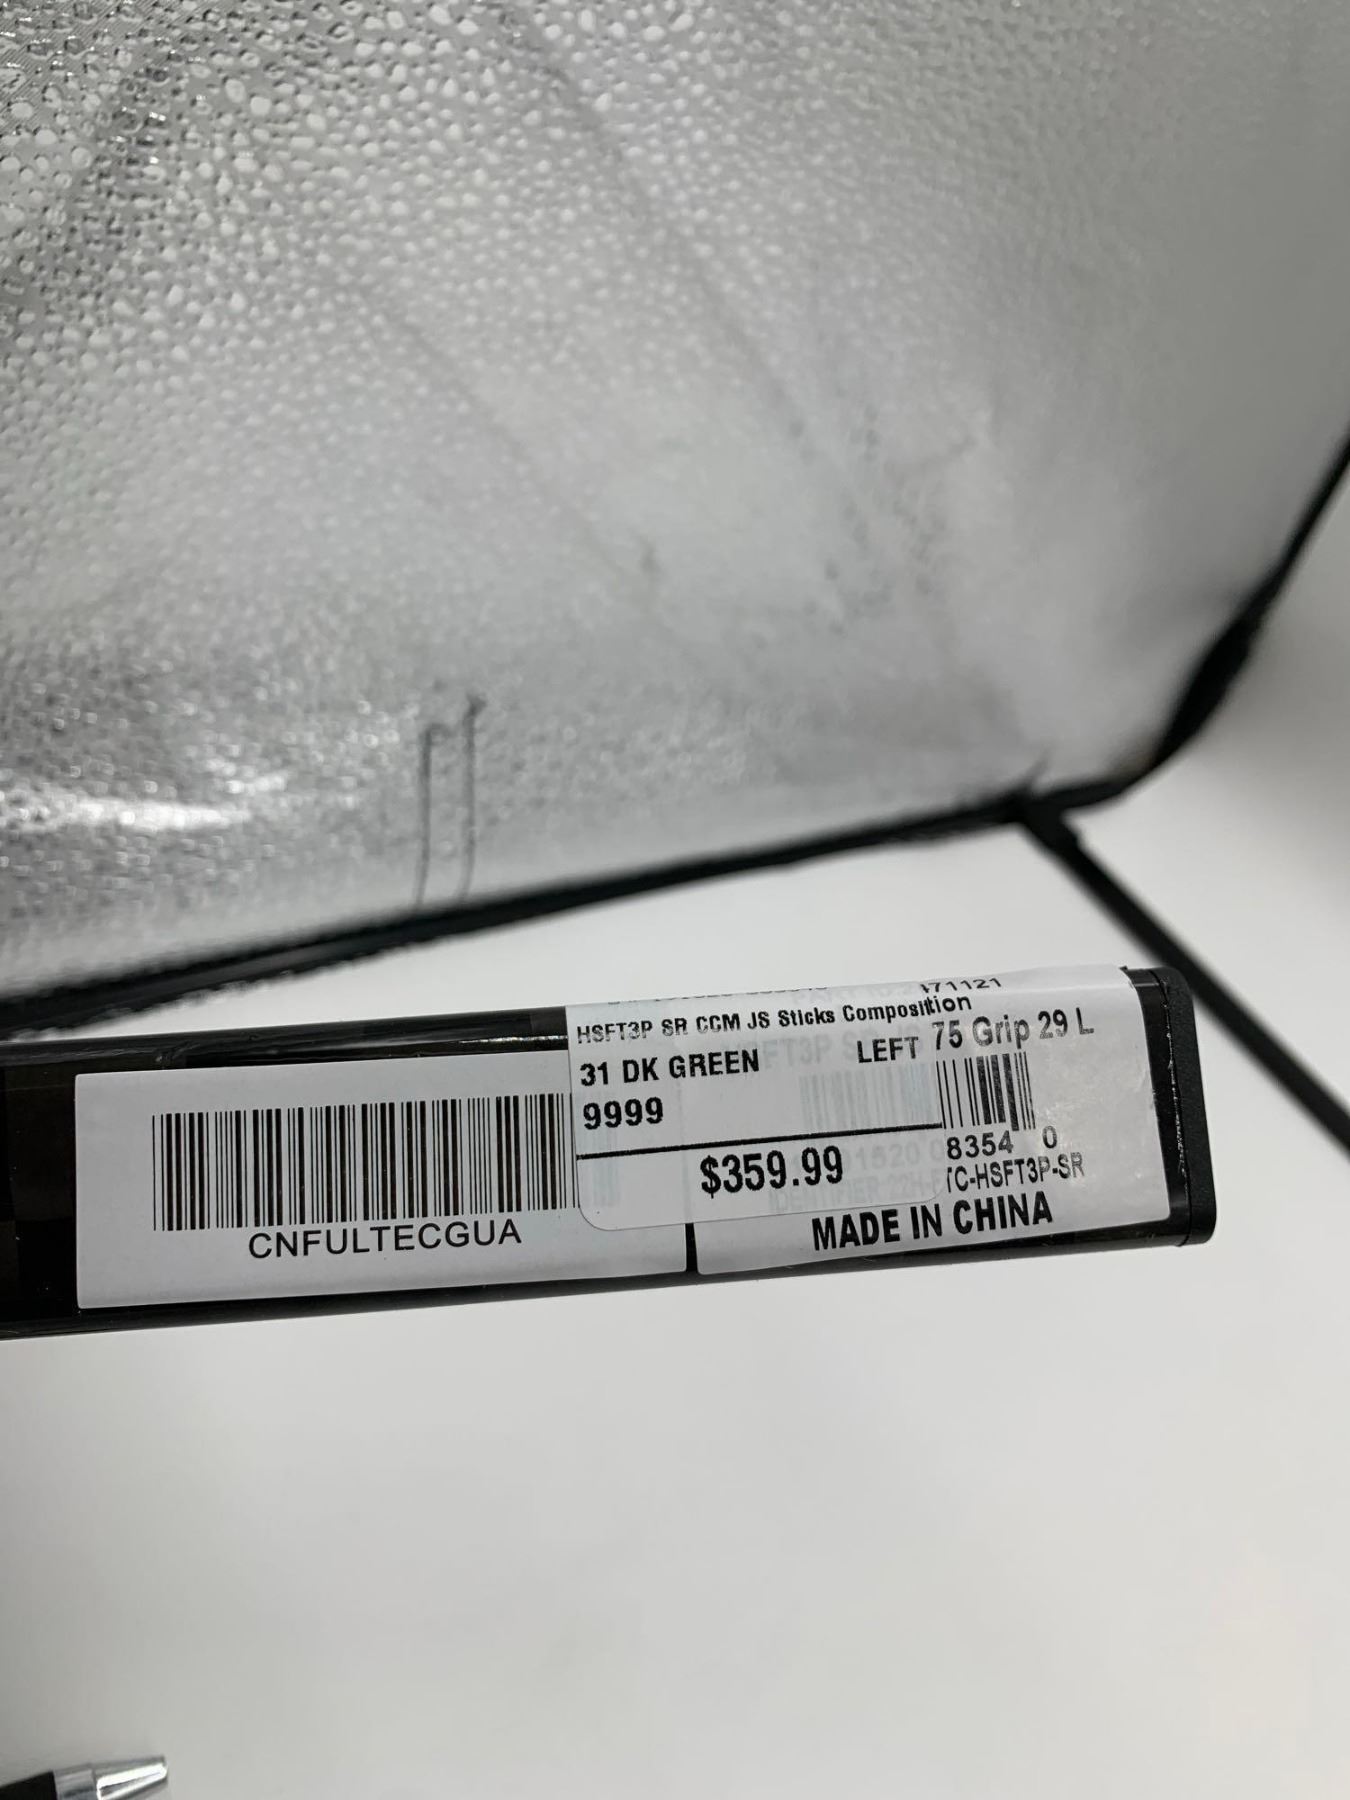 471121
HSFT3P SR CCM JS Sticks Composition
31 DK GREEN LEFT 75 Grip 29 L
9999
8354 0
$359.99
TC-HSFT3P-SR
MADE IN CHINA
CNFULTECGUA